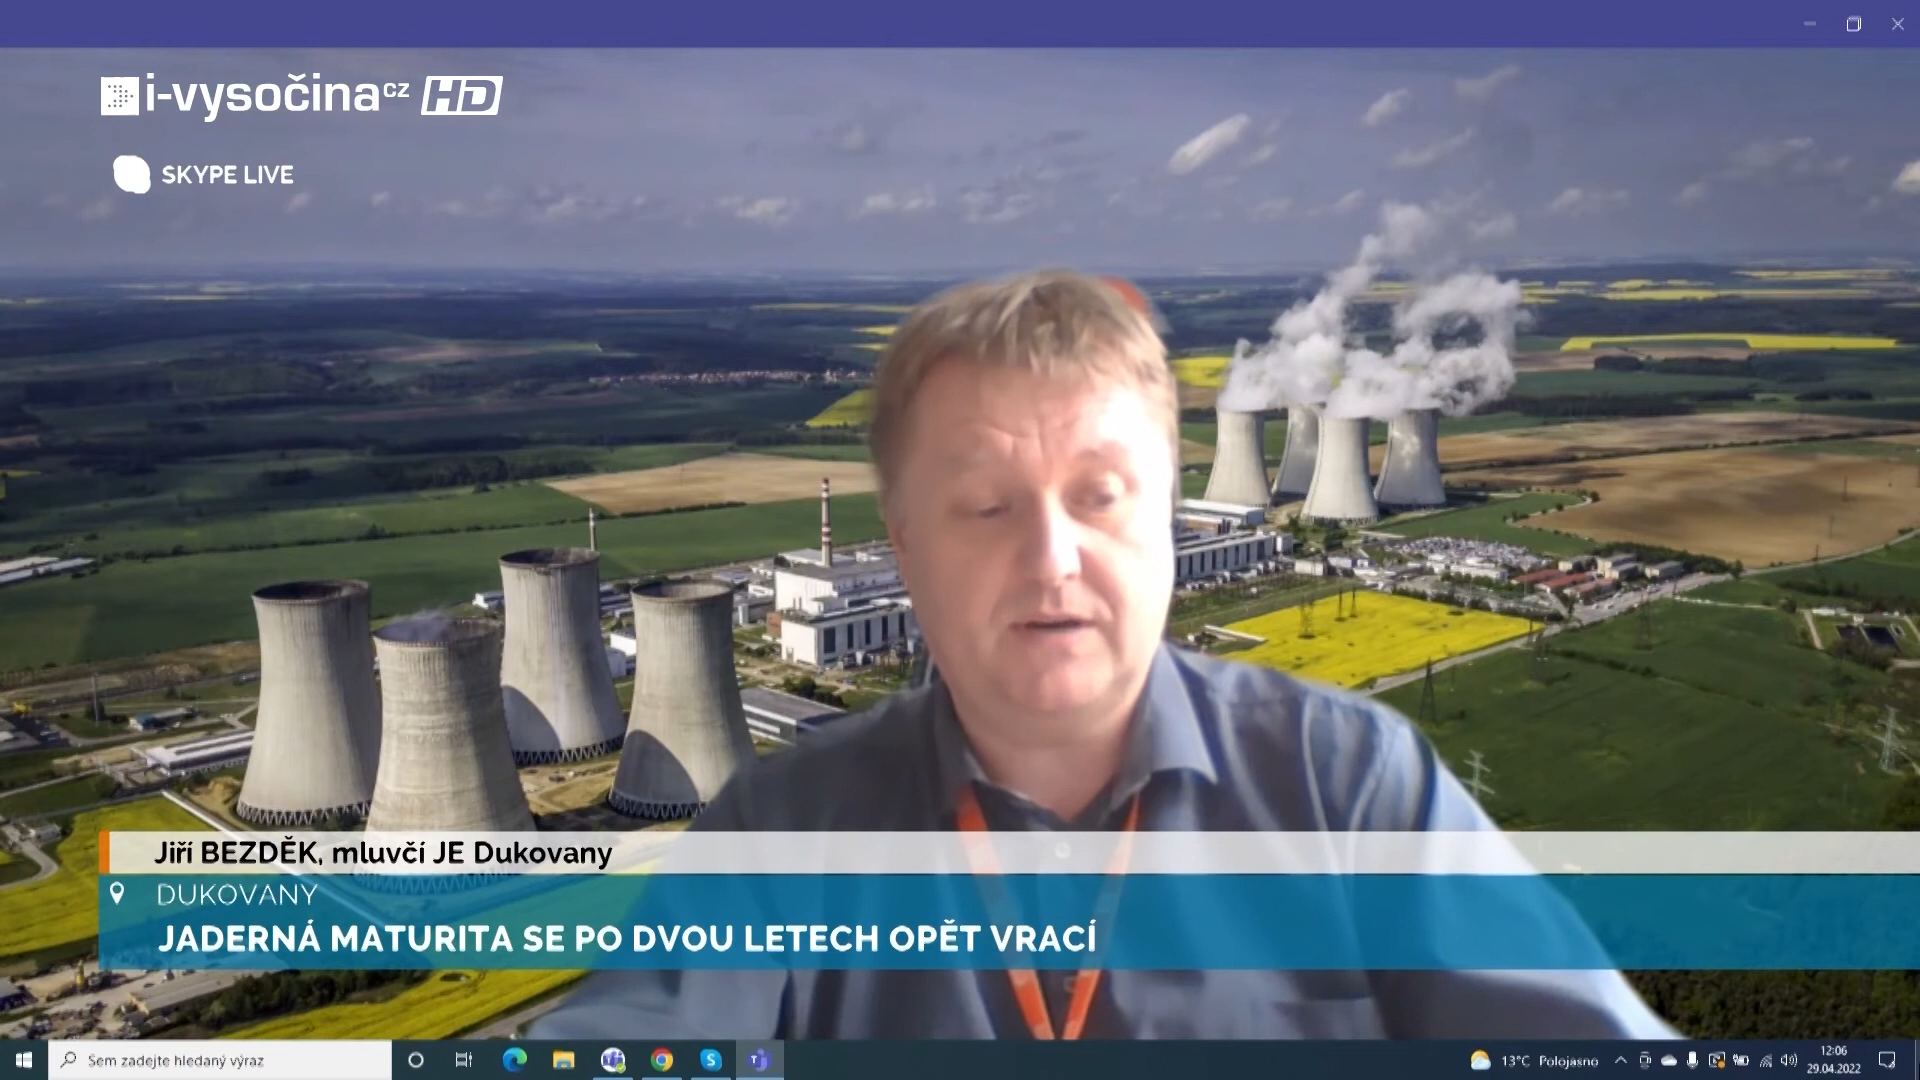 i-vysočina.cz HD
SKYPE LIVE
Jiří BEZDĚK, mluvčí JE Dukovany
DUKOVANY
JADERNÁ MATURITA SE PO DVOU LETECH OPĚT VRACÍ
Sem zadejte hledaný výraz
13°C Polojasno
12:06
29.04.2022